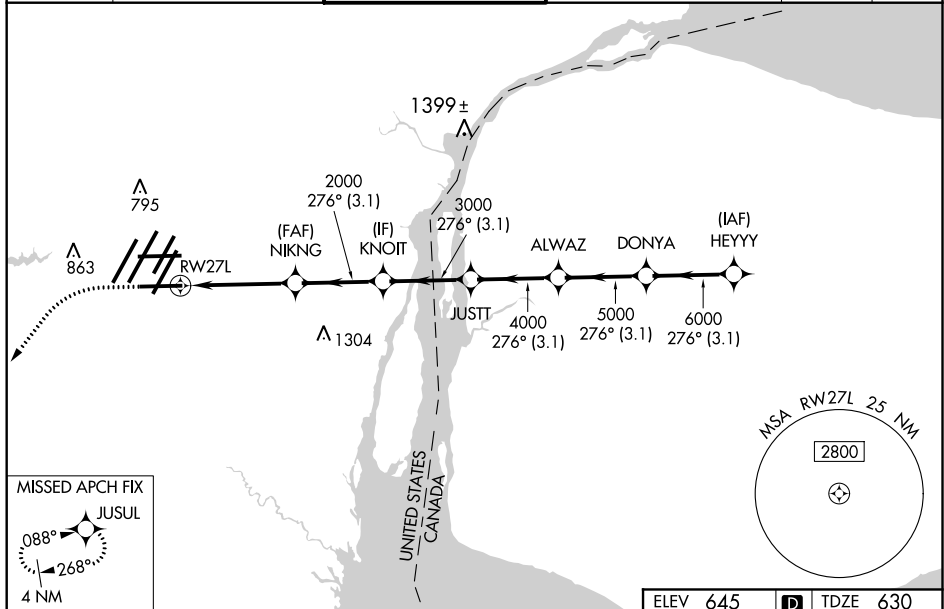 1399±
795
863
RW27L
2000
276° (3.1)
(FAF)
NIKNG
(IF)
KNOIT
3000
276° (3.1)
JUSTT
ALWAZ
DONYA
(IAF)
HEYYY
4000
276° (3.1)
5000
276° (3.1)
6000
276° (3.1)
1304
MSA RW27L 25 NM
2800
UNITED STATES
CANADA
MISSED APCH FIX
JUSUL
088°
268°
4 NM
ELEV 645 D TDZE 630